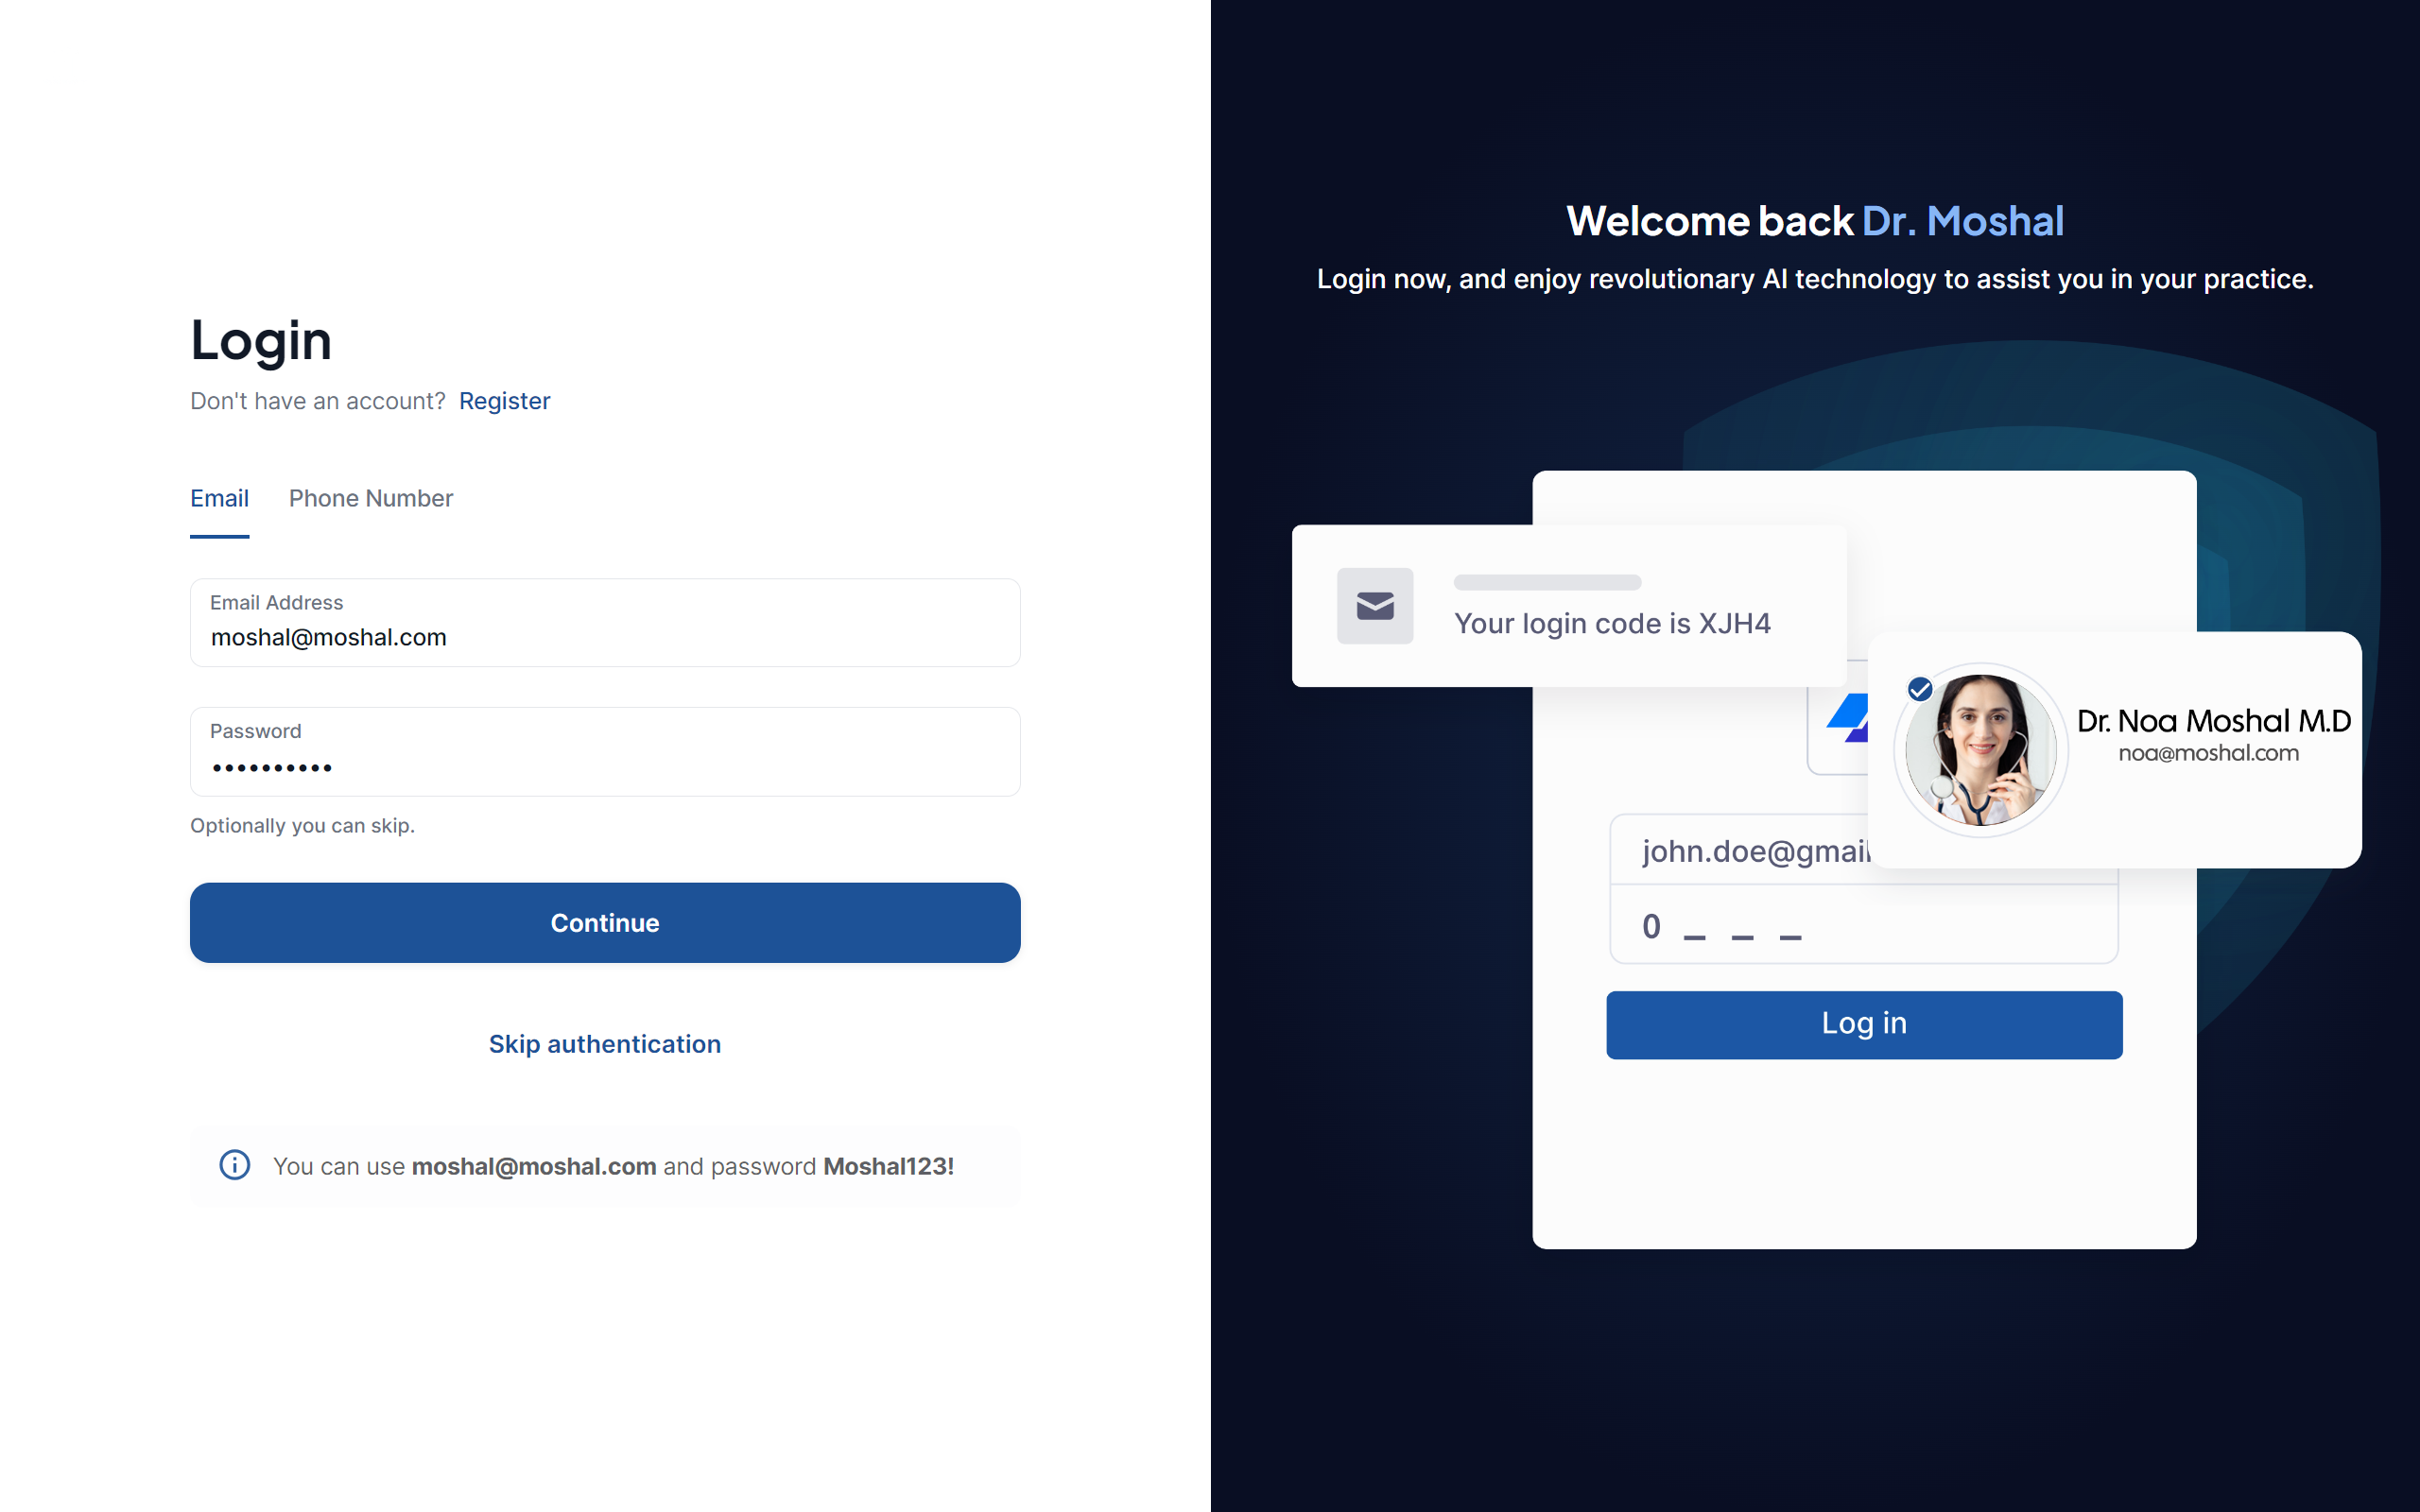 Login
Don't have an account? Register
Email Phone Number
Email Address
moshal@moshal.com
Password
••••••••••
Optionally you can skip.
Continue
Skip authentication
You can use moshal@moshal.com and password Moshal123!
Welcome back Dr. Moshal
Login now, and enjoy revolutionary AI technology to assist you in your practice.
Your login code is XJH4
Dr. Noa Moshal M.D
noa@moshal.com
john.doe@gmail
0 _ _ _
Log in